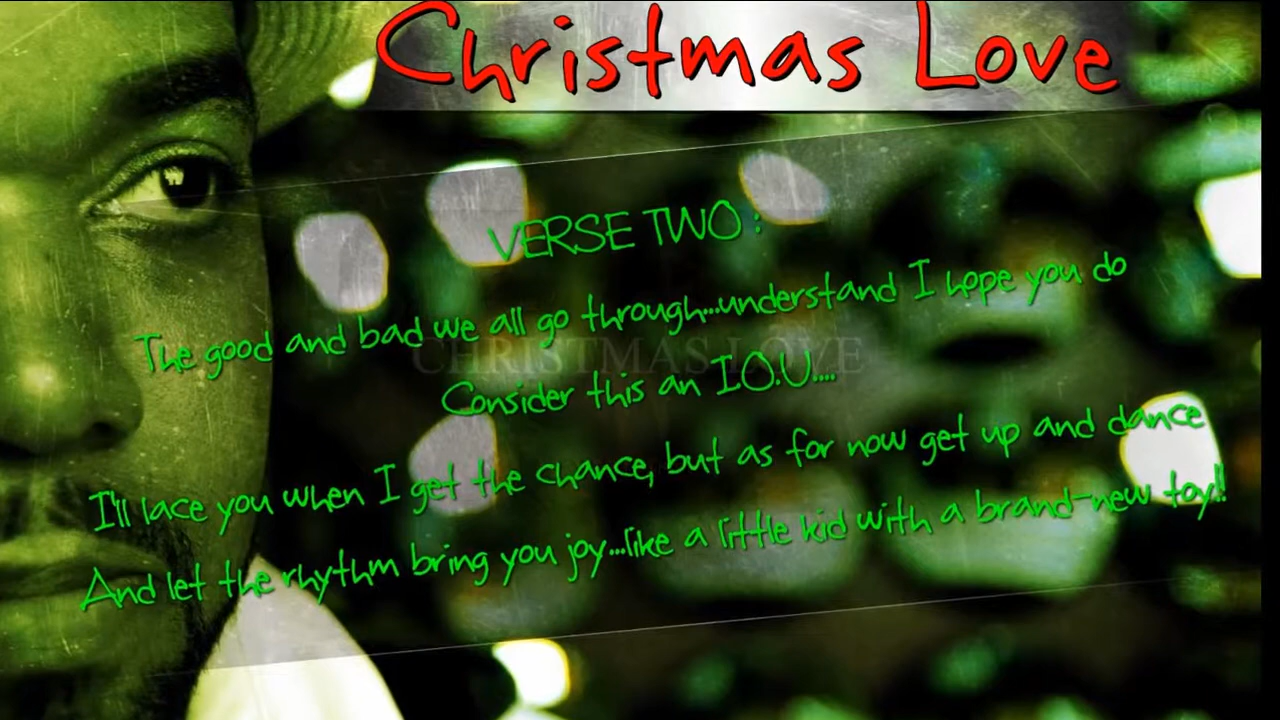 Christmas Love
VERSE TWO :
The good and bad we all go through...understand I hope you do
CHRISTMAS LOVE
Consider this an I.O.U....
I'll lace you when I get the chance, but as for now get up and dance
And let the rhythm bring you joy...like a little kid with a brand-new toy!!